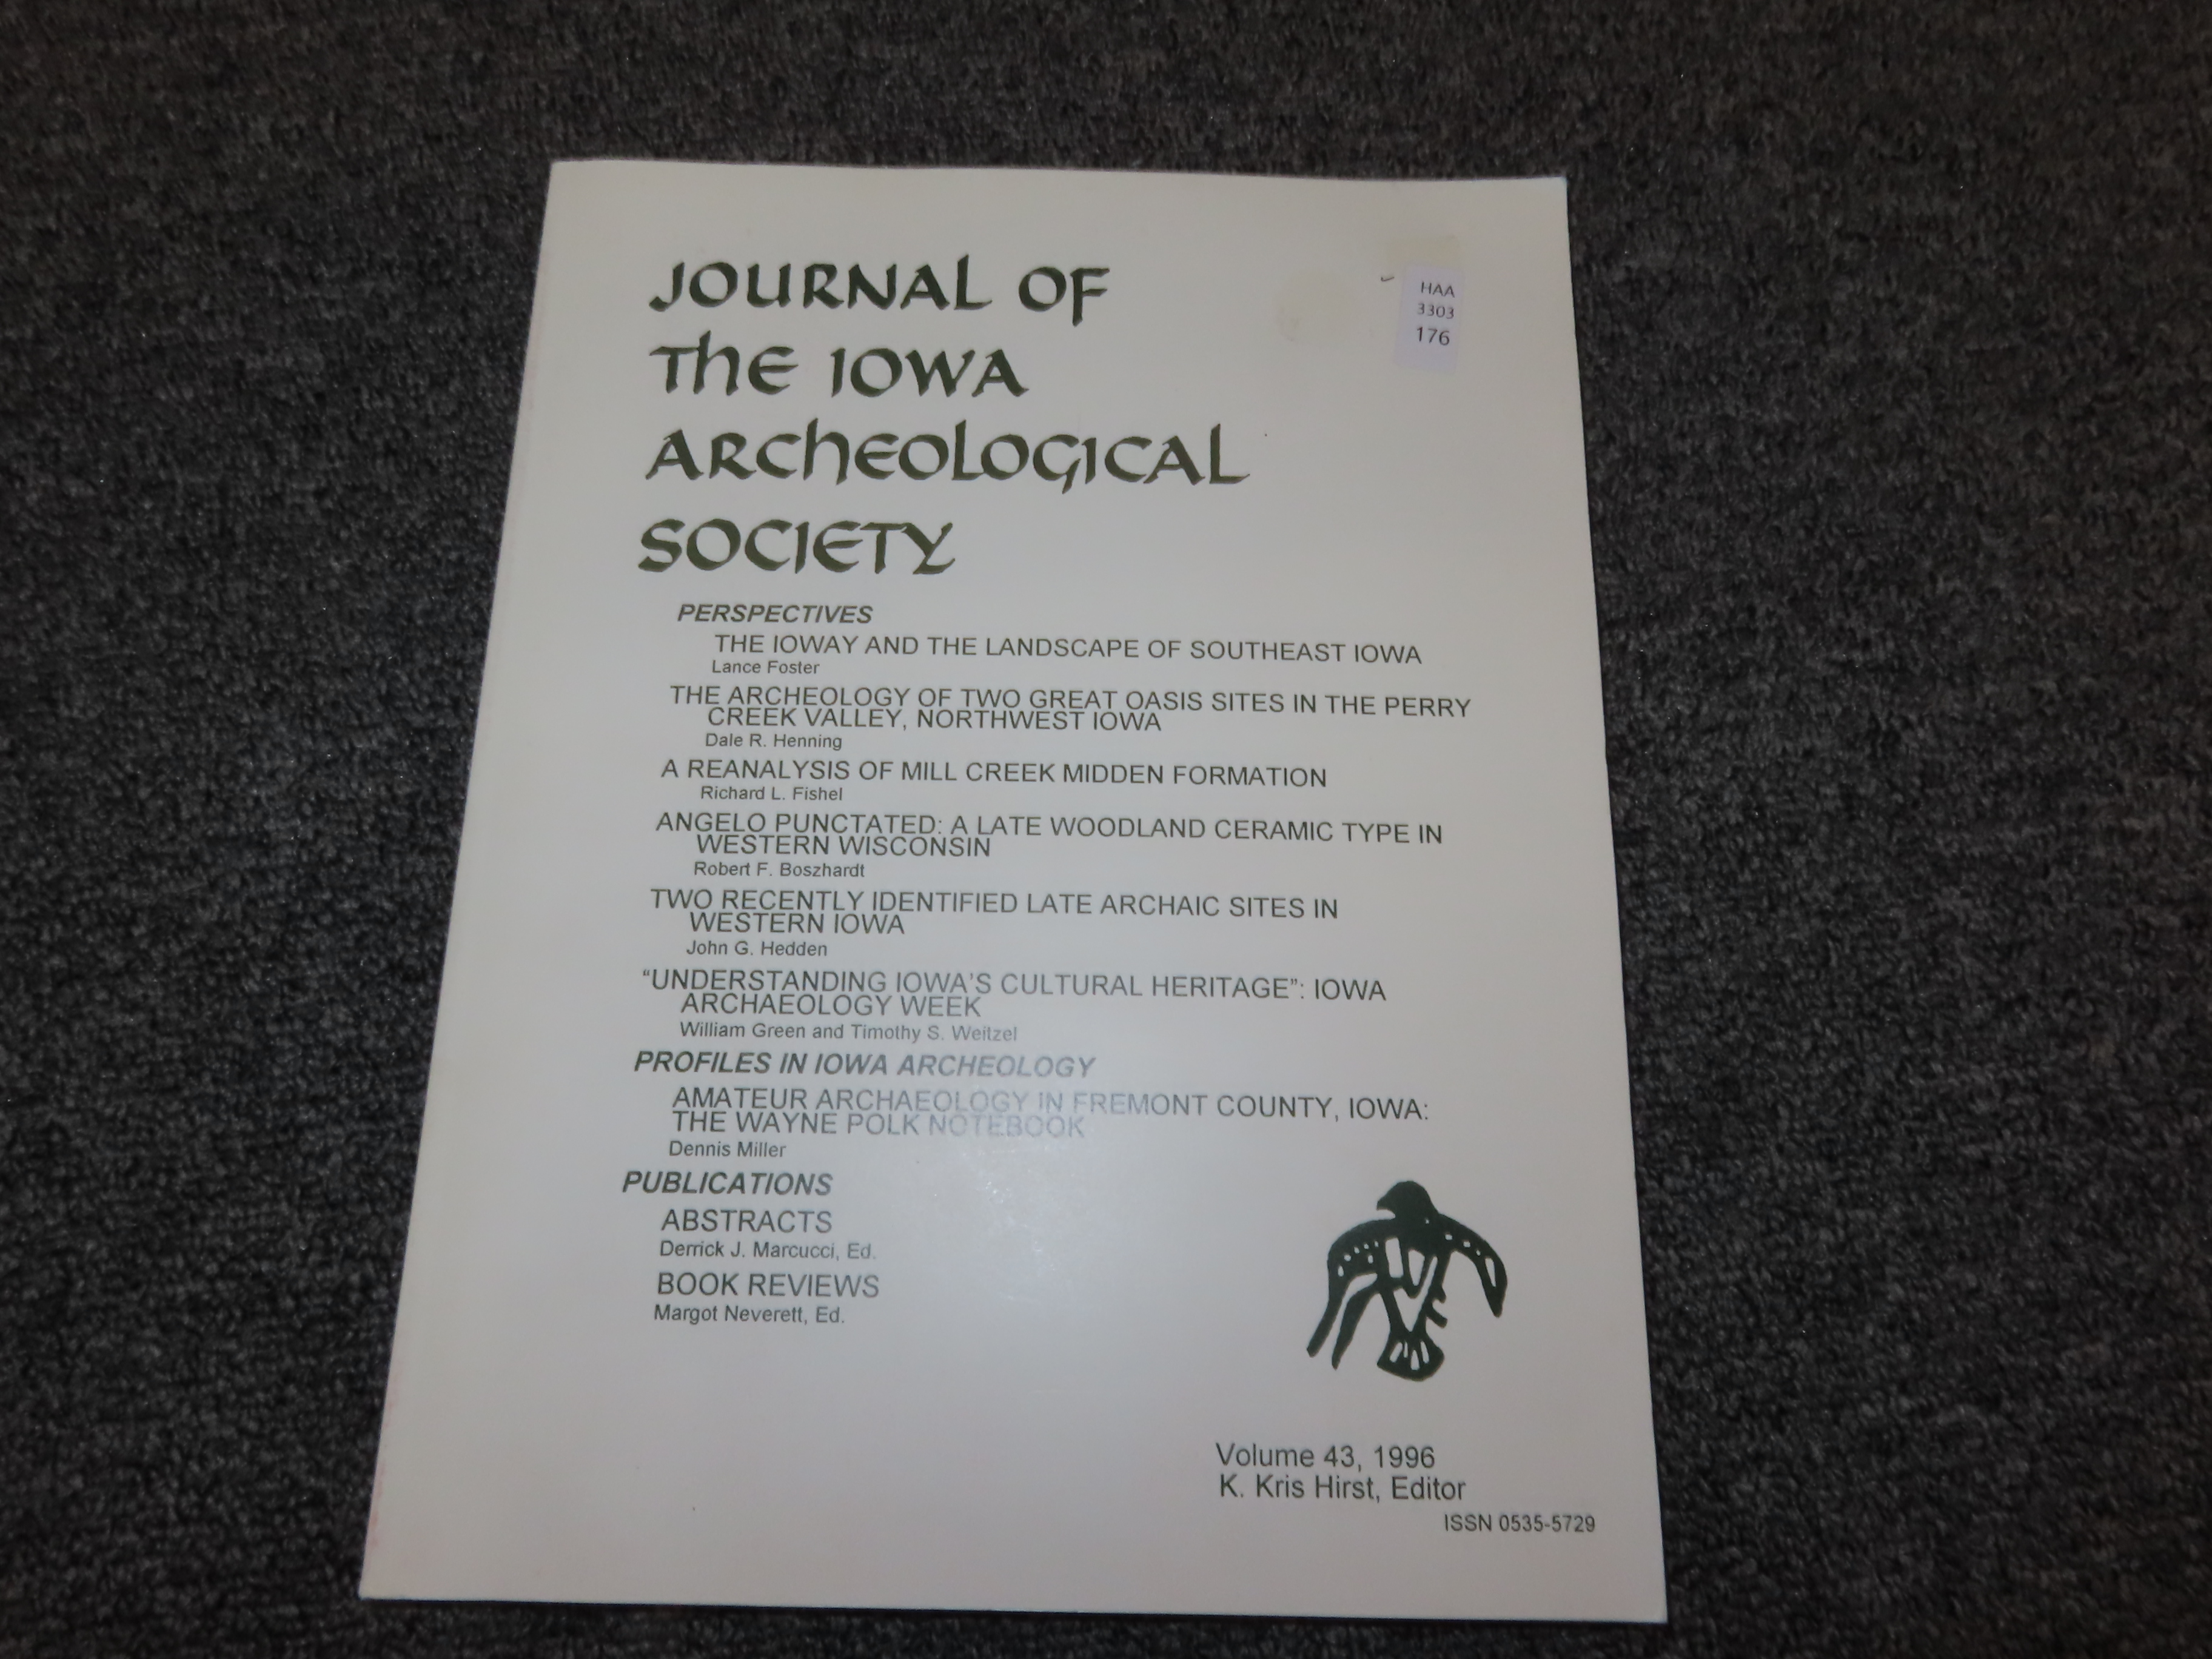 JOURNAL OF
THE IOWA
ARCHEOLOGICAL
SOCIETY
HAA
3303
176
PERSPECTIVES
THE IOWAY AND THE LANDSCAPE OF SOUTHEAST IOWA
Lance Foster
THE ARCHEOLOGY OF TWO GREAT OASIS SITES IN THE PERRY
CREEK VALLEY, NORTHWEST IOWA
Dale R. Henning
A REANALYSIS OF MILL CREEK MIDDEN FORMATION
Richard L. Fishel
ANGELO PUNCTATED: A LATE WOODLAND CERAMIC TYPE IN
WESTERN WISCONSIN
Robert F. Boszhardt
TWO RECENTLY IDENTIFIED LATE ARCHAIC SITES IN
WESTERN IOWA
John G. Hedden
“UNDERSTANDING IOWA’S CULTURAL HERITAGE”: IOWA
ARCHAEOLOGY WEEK
William Green and Timothy S. Weitzel
PROFILES IN IOWA ARCHEOLOGY
AMATEUR ARCHAEOLOGY IN FREMONT COUNTY, IOWA:
THE WAYNE POLK NOTEBOOK
Dennis Miller
PUBLICATIONS
ABSTRACTS
Derrick J. Marcucci, Ed.
BOOK REVIEWS
Margot Neverett, Ed.
Volume 43, 1996
K. Kris Hirst, Editor
ISSN 0535-5729